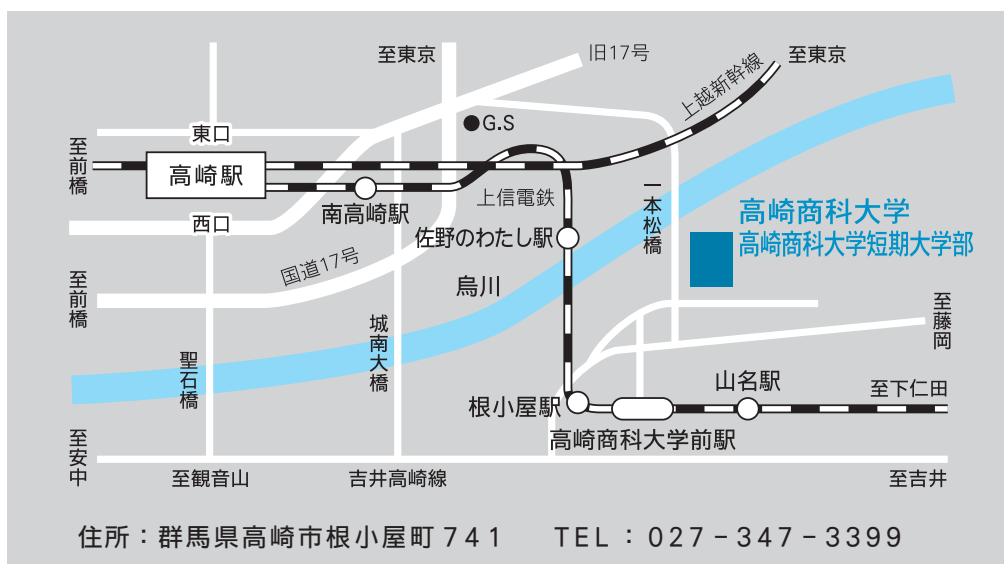 至東京
旧17号
上越新幹線
至東京
東口
G.S
至前橋
高崎駅
南高崎駅
上信電鉄
一本松橋
高崎商科大学
高崎商科大学短期大学部
西口
佐野のわたし駅
国道17号
烏川
至前橋
至藤岡
城南大橋
聖石橋
山名駅
至下仁田
根小屋駅
高崎商科大学前駅
至安中
至観音山
吉井高崎線
至吉井
住所：群馬県高崎市根小屋町741 TEL：027-347-3399